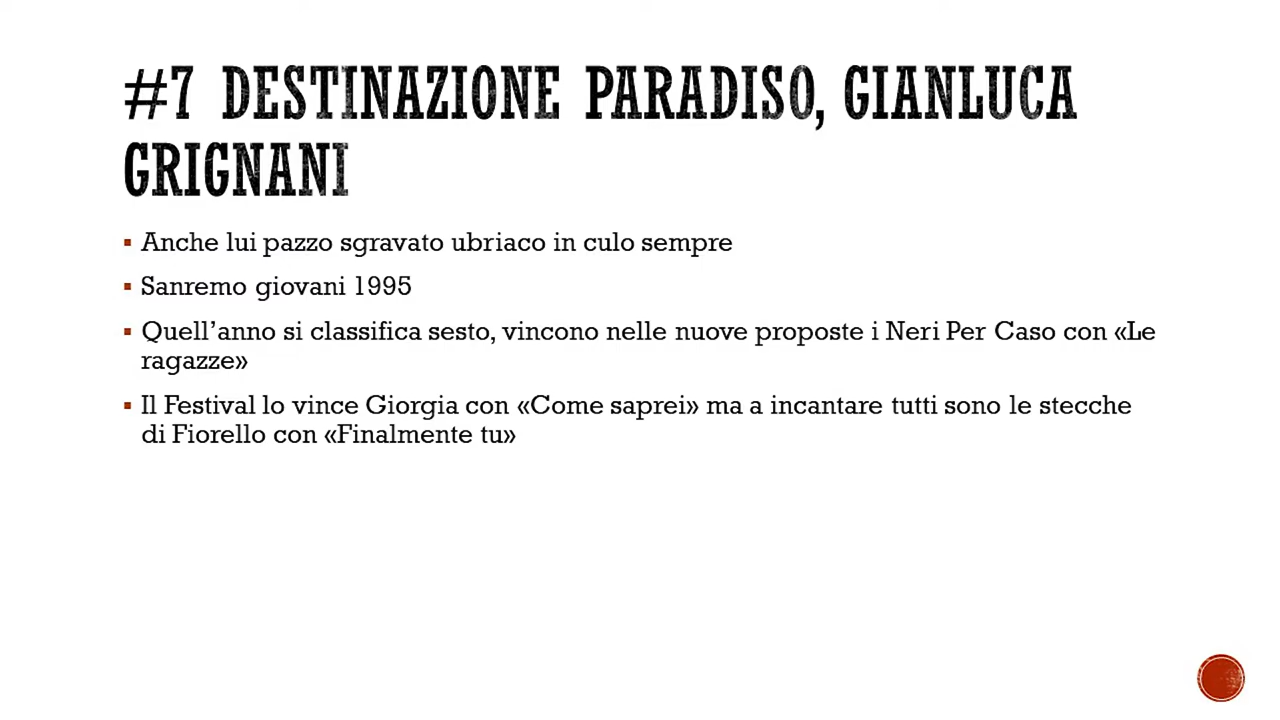 #7 DESTINAZIONE PARADISO, GIANLUCA
GRIGNANI
▪ Anche lui pazzo sgravato ubriaco in culo sempre
▪ Sanremo giovani 1995
▪ Quell’anno si classifica sesto, vincono nelle nuove proposte i Neri Per Caso con «Le
ragazze»
▪ Il Festival lo vince Giorgia con «Come saprei» ma a incantare tutti sono le stecche
di Fiorello con «Finalmente tu»